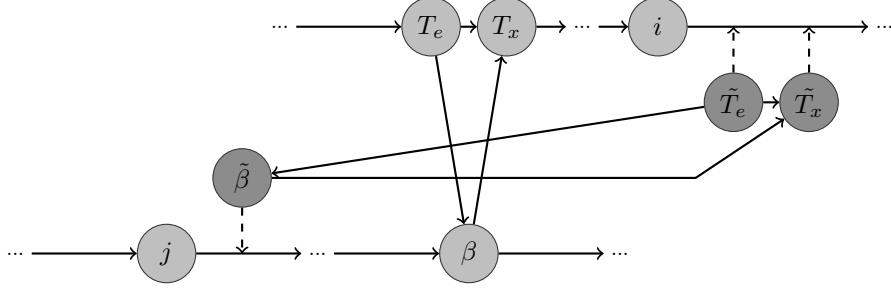 ... T_e T_x ... i ...
T̃_e T̃_x
β̃
... j ... β ...